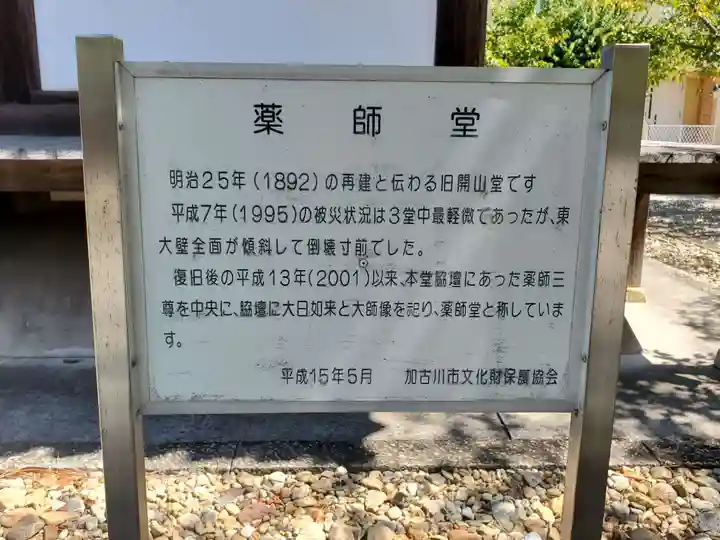 薬師堂
明治25年(1892)の再建と伝わる旧開山堂です
平成7年(1995)の被災状況は3堂中最軽微であったが、東
大壁全面が傾斜して倒壊寸前でした。
復旧後の平成13年(2001)以来、本堂脇壇にあった薬師三
尊を中央に、脇壇に大日如来と大師像を祀り、薬師堂と称していま
す。
平成15年5月 加古川市文化財保護協会